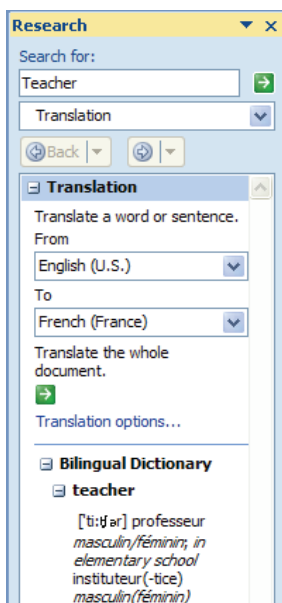 Research
Search for:
Teacher
Translation
Back
Translation
Translate a word or sentence.
From
English (U.S.)
To
French (France)
Translate the whole
document.
Translation options...
Bilingual Dictionary
teacher
['ti:tʃər] professeur
masculin/féminin; in
elementary school
instituteur(-tice)
masculin(féminin)